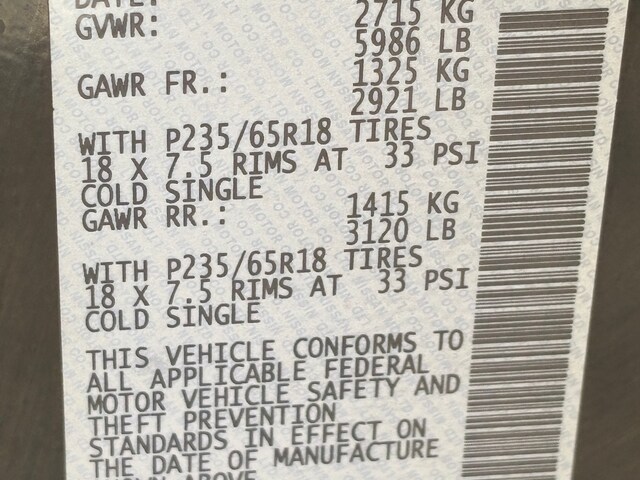 DATE:
GVWR: 2715 KG
5986 LB
GAWR FR.: 1325 KG
2921 LB
WITH P235/65R18 TIRES
18 X 7.5 RIMS AT 33 PSI
COLD SINGLE
GAWR RR.: 1415 KG
3120 LB
WITH P235/65R18 TIRES
18 X 7.5 RIMS AT 33 PSI
COLD SINGLE
THIS VEHICLE CONFORMS TO
ALL APPLICABLE FEDERAL
MOTOR VEHICLE SAFETY AND
THEFT PREVENTION
STANDARDS IN EFFECT ON
THE DATE OF MANUFACTURE